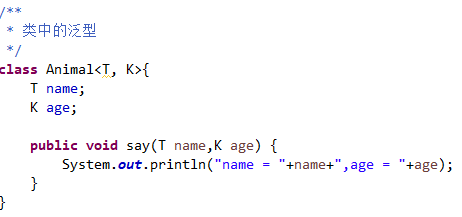 /**
 * 类中的泛型
 */
class Animal<T, K>{
    T name;
    K age;
    public void say(T name,K age) {
        System.out.println("name = "+name+",age = "+age);
    }
}